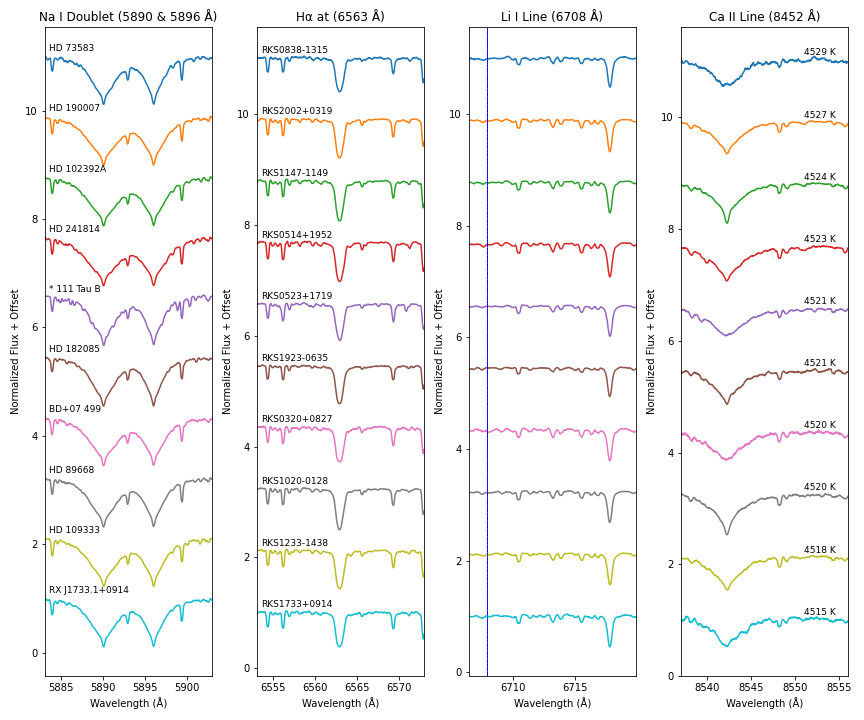 Na I Doublet (5890 & 5896 Å)
HD 73583
HD 190007
HD 102392A
HD 241814
* 111 Tau B
HD 182085
BD+07 499
HD 89668
HD 109333
RX J1733.1+0914
10
8
6
4
2
0
5885 5890 5895 5900
Wavelength (Å)
Normalized Flux + Offset
Hα at (6563 Å)
RKS0838-1315
RKS2002+0319
RKS1147-1149
RKS0514+1952
RKS0523+1719
RKS1923-0635
RKS0320+0827
RKS1020-0128
RKS1233-1438
RKS1733+0914
10
8
6
4
2
0
6555 6560 6565 6570
Wavelength (Å)
Normalized Flux + Offset
Li I Line (6708 Å)
10
8
6
4
2
0
6710 6715
Wavelength (Å)
Normalized Flux + Offset
Ca II Line (8452 Å)
4529 K
4527 K
4524 K
4523 K
4521 K
4521 K
4520 K
4520 K
4518 K
4515 K
10
8
6
4
2
0
8540 8545 8550 8555
Wavelength (Å)
Normalized Flux + Offset